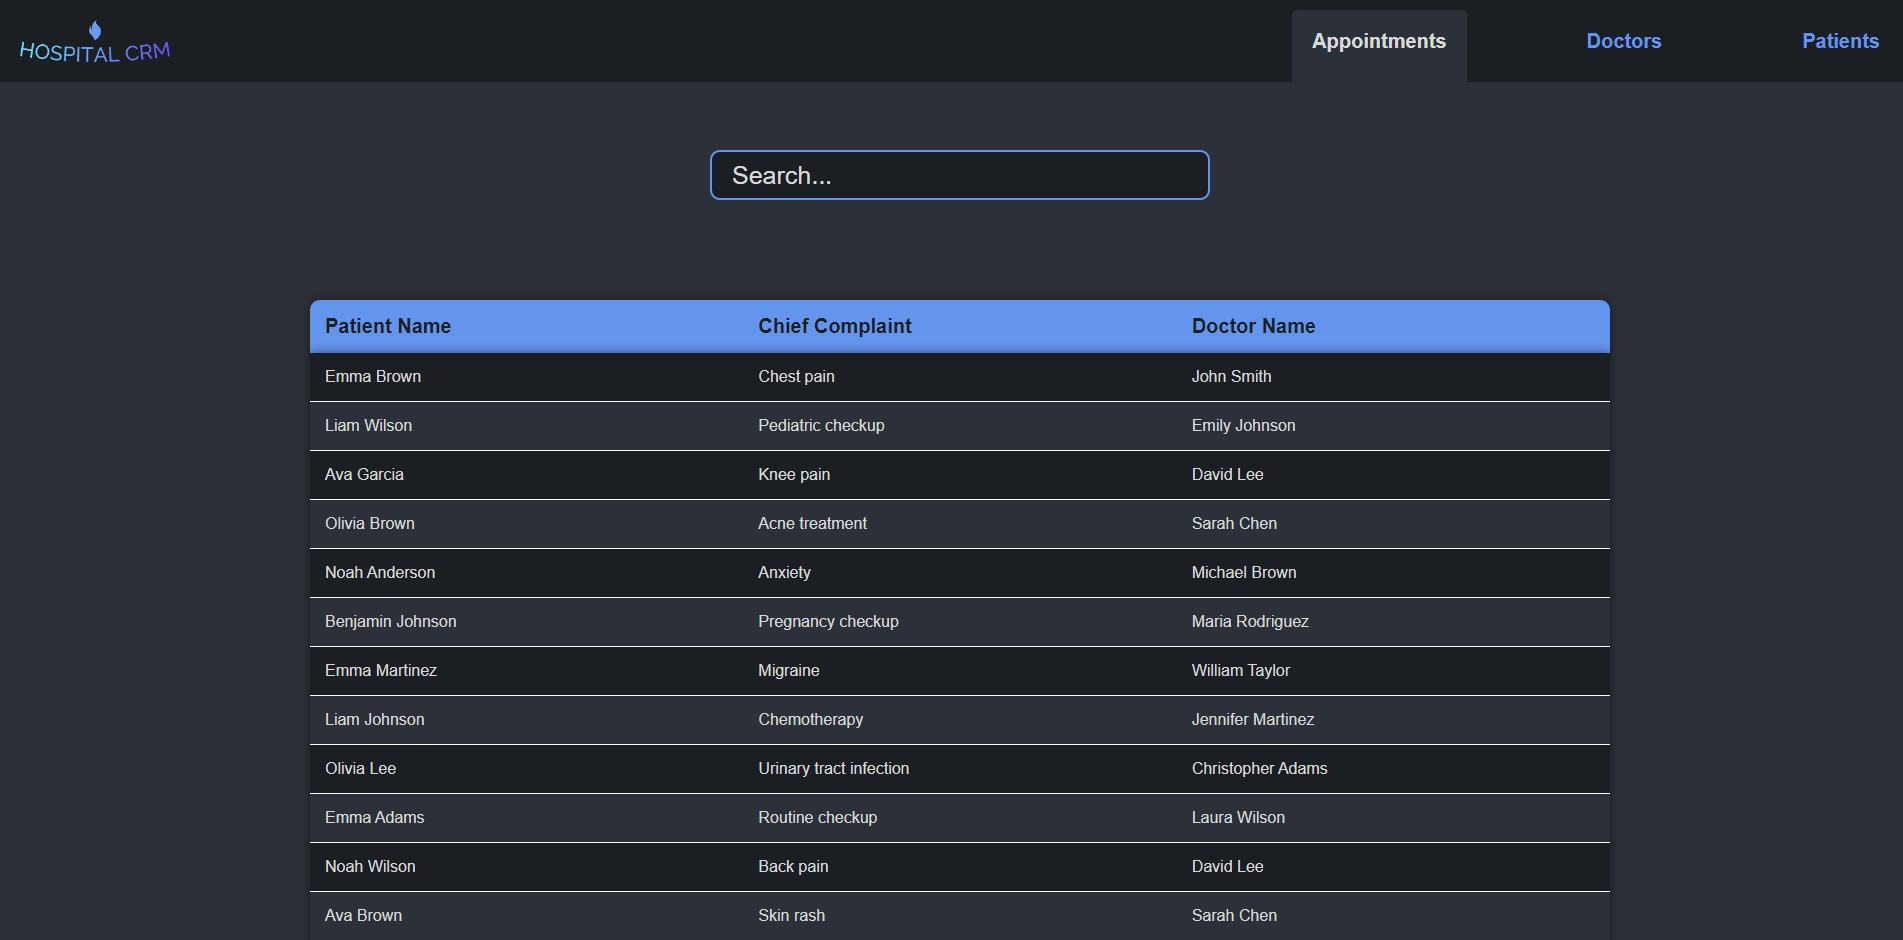 HOSPITAL CRM Appointments Doctors Patients
Search...
Patient Name Chief Complaint Doctor Name
Emma Brown Chest pain John Smith
Liam Wilson Pediatric checkup Emily Johnson
Ava Garcia Knee pain David Lee
Olivia Brown Acne treatment Sarah Chen
Noah Anderson Anxiety Michael Brown
Benjamin Johnson Pregnancy checkup Maria Rodriguez
Emma Martinez Migraine William Taylor
Liam Johnson Chemotherapy Jennifer Martinez
Olivia Lee Urinary tract infection Christopher Adams
Emma Adams Routine checkup Laura Wilson
Noah Wilson Back pain David Lee
Ava Brown Skin rash Sarah Chen